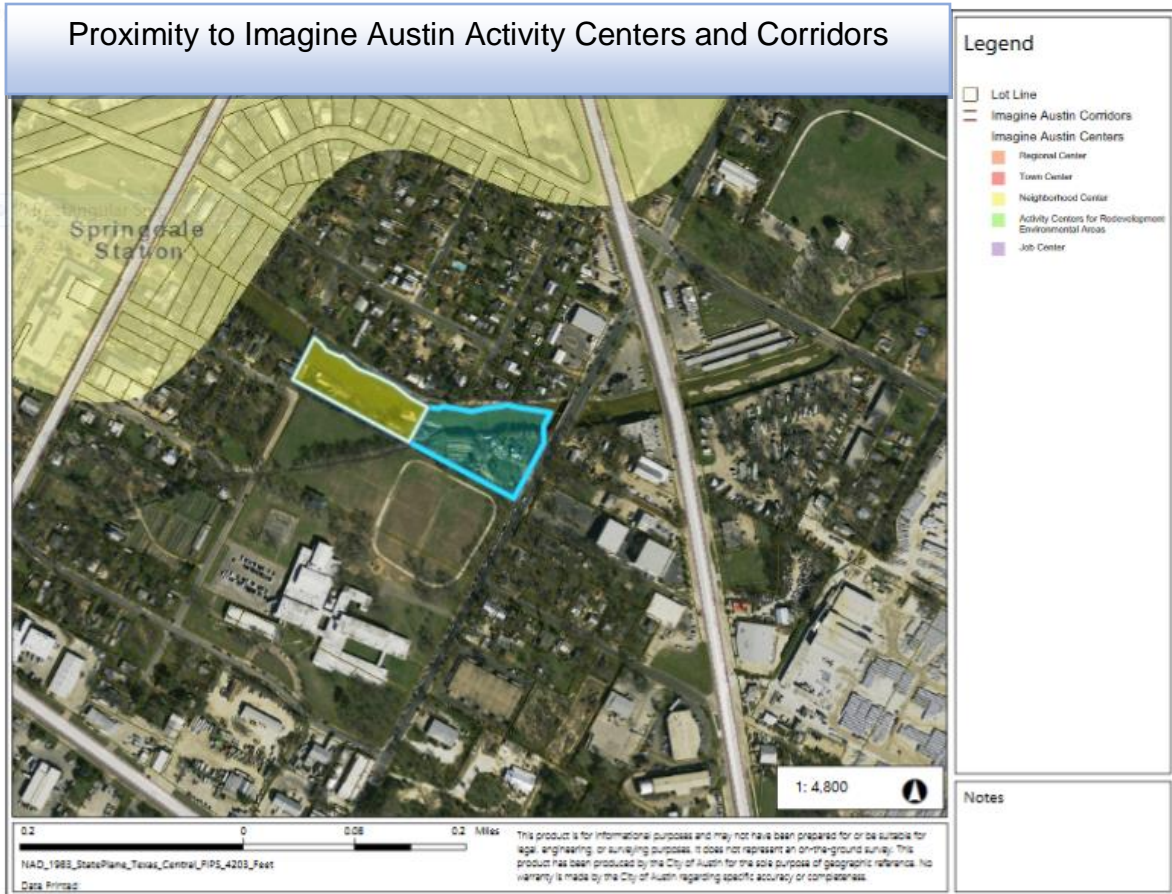 Proximity to Imagine Austin Activity Centers and Corridors
Legend
Lot Line
Imagine Austin Corridors
Imagine Austin Centers
Regional Center
Town Center
Neighborhood Center
Activity Centers for Redevelopment
Environmental Areas
Job Center
Springdale
Station
1: 4,800
Notes
0.2 0 0.08 0.2 Miles
NAD_1983_StatePlane_Texas_Central_FIPS_4203_Feet
Date Printed:
This product is for informational purposes and may not have been prepared for or be suitable for
legal, engineering, or surveying purposes. It does not represent an on-the-ground survey. This
product has been produced by the City of Austin for the sole purpose of geographic reference. No
warranty is made by the City of Austin regarding specific accuracy or completeness.